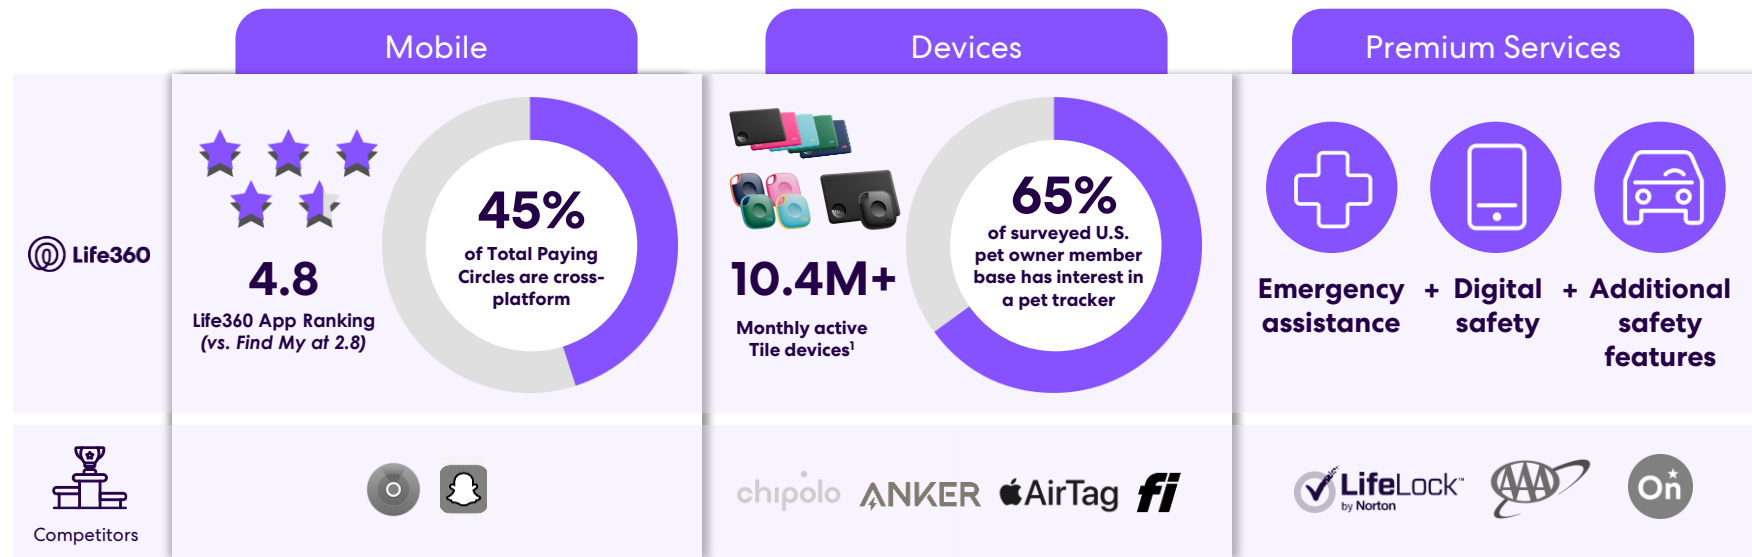 Mobile
Devices
Premium Services
Life360
4.8
Life360 App Ranking
(vs. Find My at 2.8)
45%
of Total Paying
Circles are cross-
platform
10.4M+
Monthly active
Tile devices¹
65%
of surveyed U.S.
pet owner member
base has interest in
a pet tracker
Emergency
assistance
+ Digital
safety
+ Additional
safety
features
Competitors
chipolo
ANKER
AirTag
fi
LifeLock™
by Norton
AAA
On